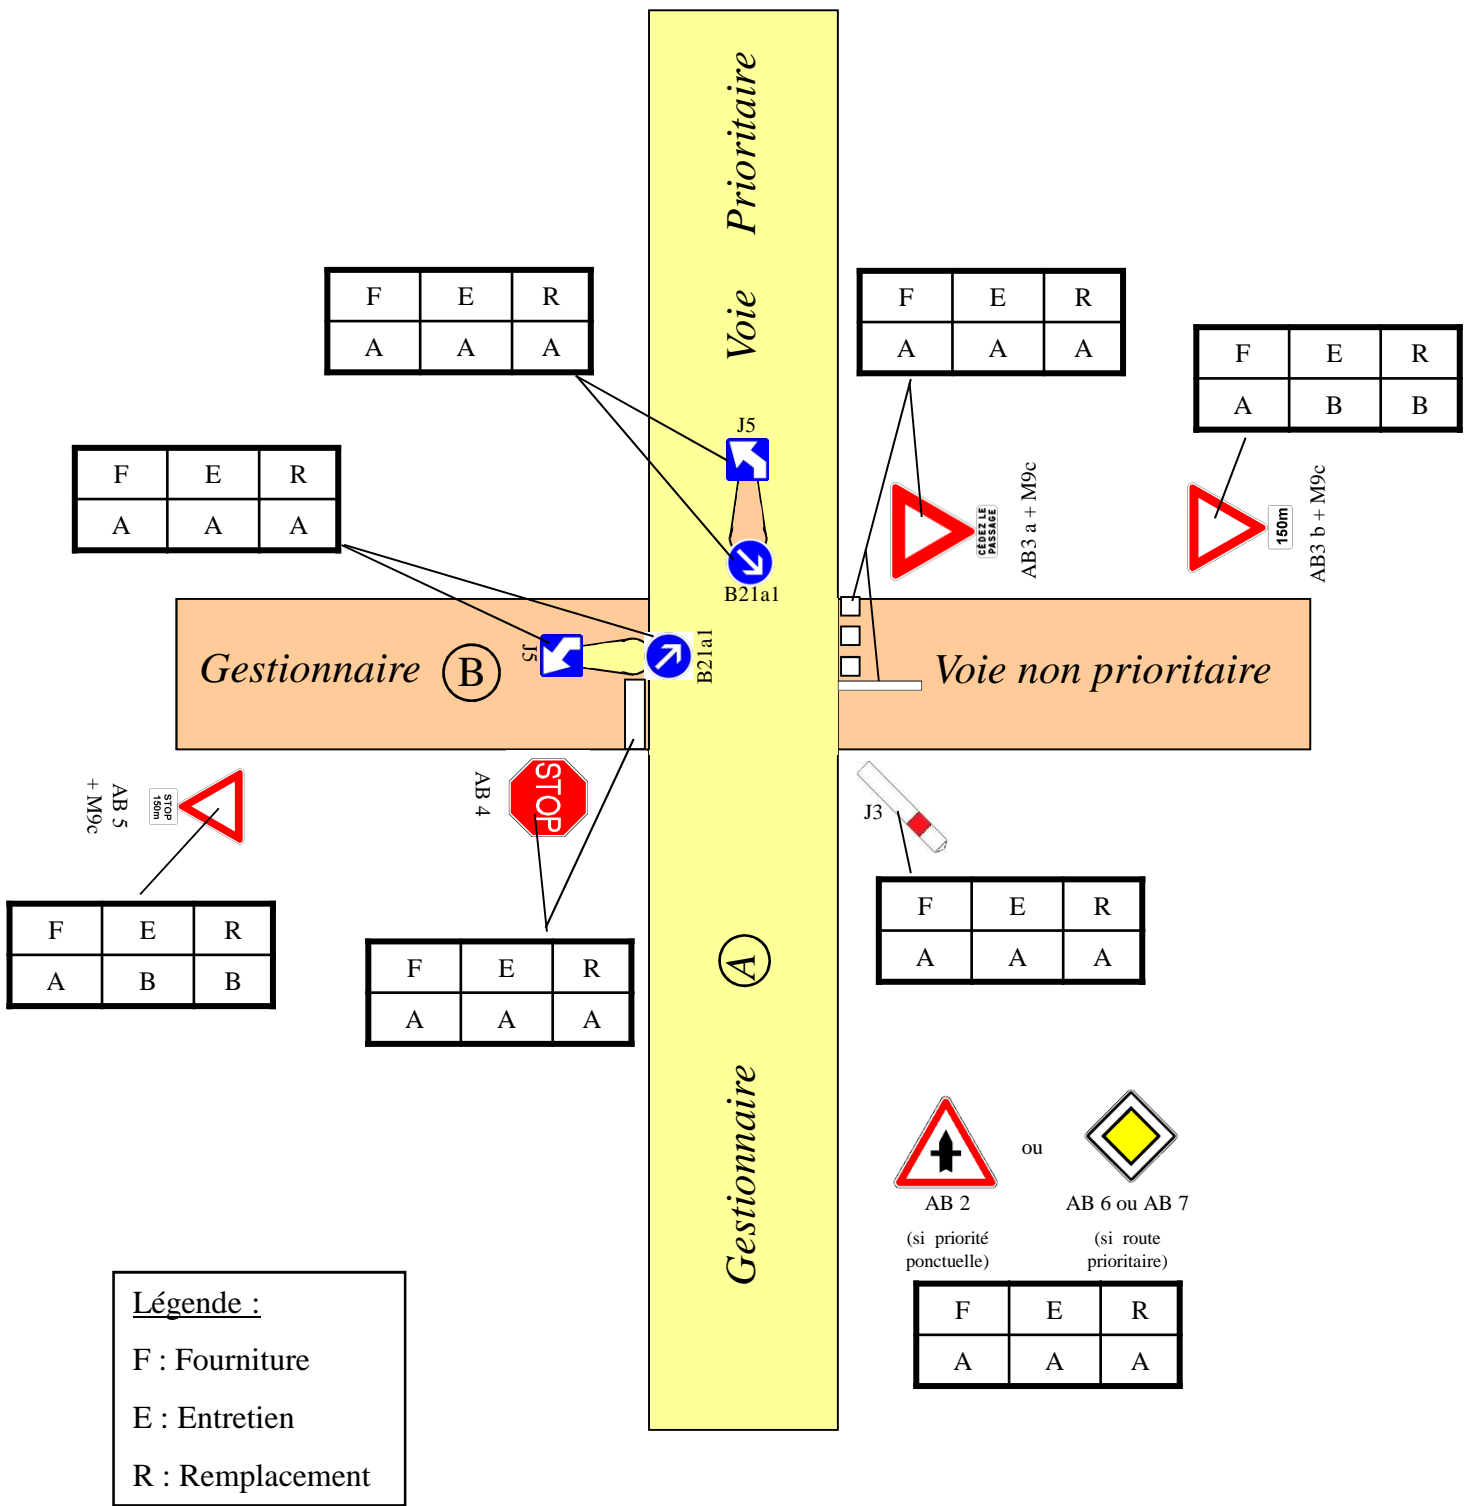 Voie Prioritaire
F E R
A A A
F E R
A A A
F E R
A B B
J5
F E R
A A A
CÉDEZ LE
PASSAGE
AB3 a + M9c
150m
AB3 b + M9c
B21a1
Gestionnaire B
J5
B21a1
Voie non prioritaire
AB 5
+ M9c
STOP
150m
AB 4
STOP
J3
F E R
A B B
F E R
A A A
F E R
A A A
Gestionnaire A
ou
AB 2
(si priorité
ponctuelle)
AB 6 ou AB 7
(si route
prioritaire)
F E R
A A A
Légende :
F : Fourniture
E : Entretien
R : Remplacement